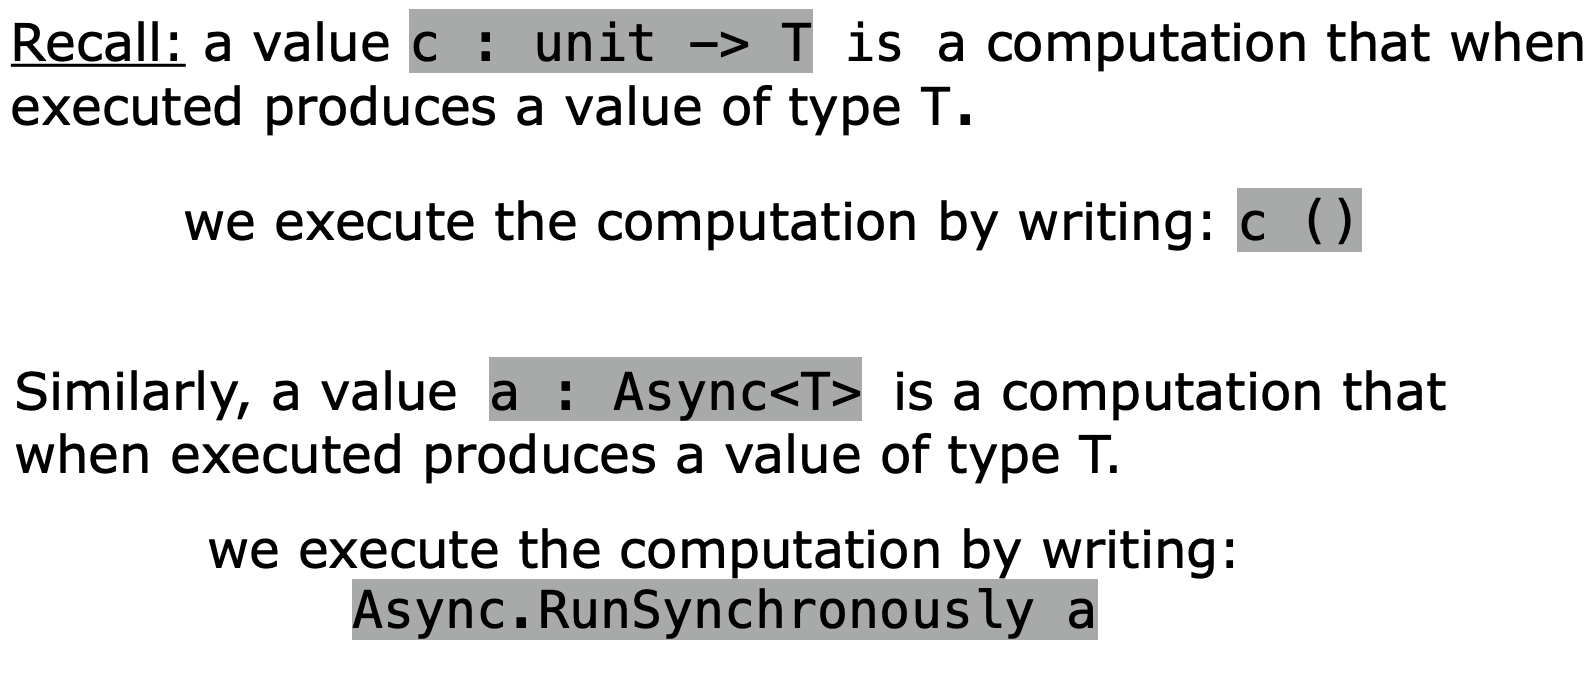 Recall: a value c : unit –> T is a computation that when
executed produces a value of type T.
we execute the computation by writing: c ()
Similarly, a value a : Async<T> is a computation that
when executed produces a value of type T.
we execute the computation by writing:
Async.RunSynchronously a